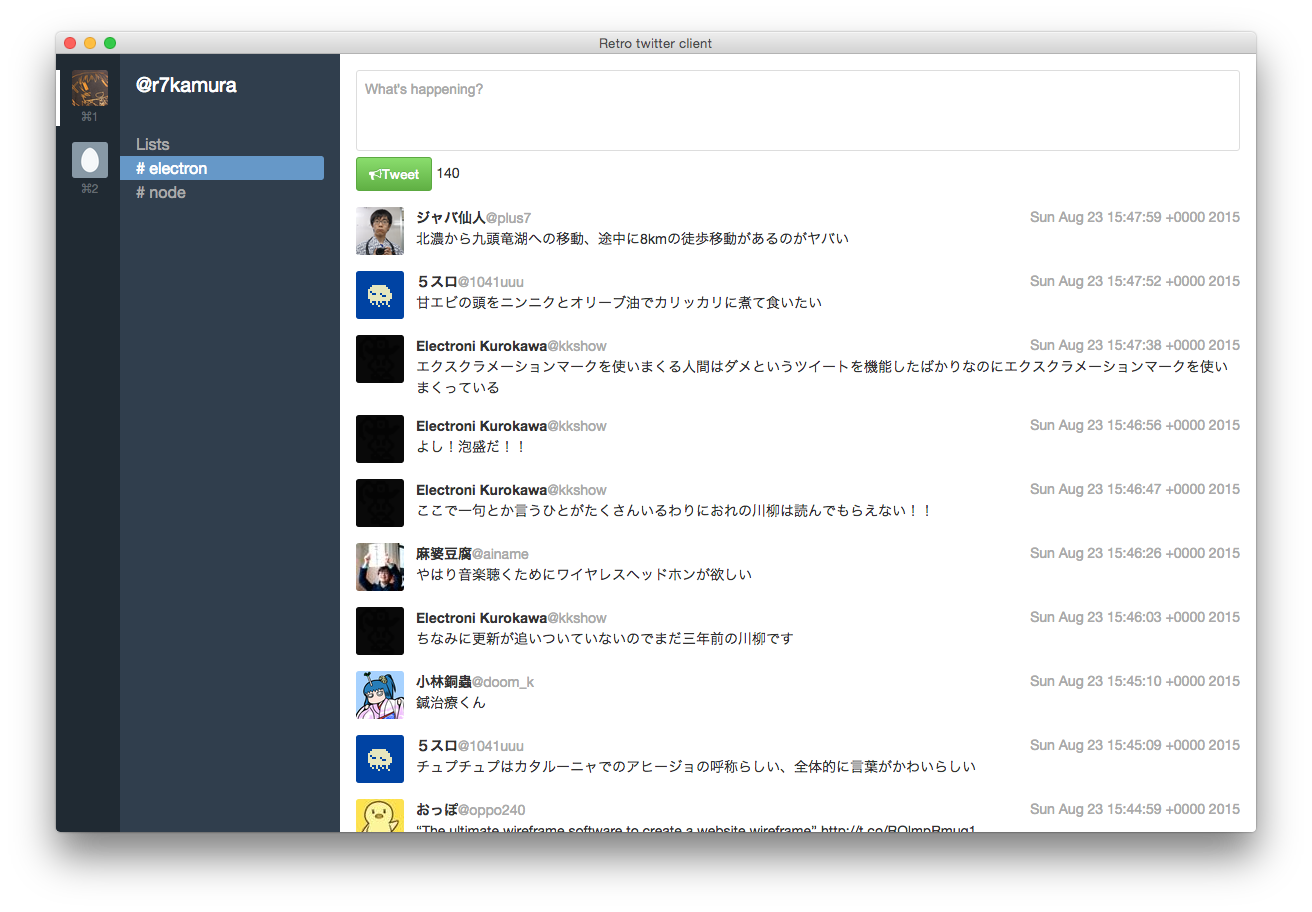 Retro twitter client
⌘1
⌘2
@r7kamura
Lists
# electron
# node
What's happening?
Tweet 140
ジャバ仙人@plus7 Sun Aug 23 15:47:59 +0000 2015
北濃から九頭竜湖への移動、途中に8kmの徒歩移動があるのがヤバい
５スロ@1041uuu Sun Aug 23 15:47:52 +0000 2015
甘エビの頭をニンニクとオリーブ油でカリッカリに煮て食いたい
Electroni Kurokawa@kkshow Sun Aug 23 15:47:38 +0000 2015
エクスクラメーションマークを使いまくる人間はダメというツイートを機能したばかりなのにエクスクラメーションマークを使い
まくっている
Electroni Kurokawa@kkshow Sun Aug 23 15:46:56 +0000 2015
よし！泡盛だ！！
Electroni Kurokawa@kkshow Sun Aug 23 15:46:47 +0000 2015
ここで一句とか言うひとがたくさんいるわりにおれの川柳は読んでもらえない！！
麻婆豆腐@ainame Sun Aug 23 15:46:26 +0000 2015
やはり音楽聴くためにワイヤレスヘッドホンが欲しい
Electroni Kurokawa@kkshow Sun Aug 23 15:46:03 +0000 2015
ちなみに更新が追いついていないのでまだ三年前の川柳です
小林銅蟲@doom_k Sun Aug 23 15:45:10 +0000 2015
鍼治療くん
５スロ@1041uuu Sun Aug 23 15:45:09 +0000 2015
チュプチュプはカタルーニャでのアヒージョの呼称らしい、全体的に言葉がかわいらしい
おっぽ@oppo240 Sun Aug 23 15:44:59 +0000 2015
“The ultimate wireframe software to create a website wireframe”